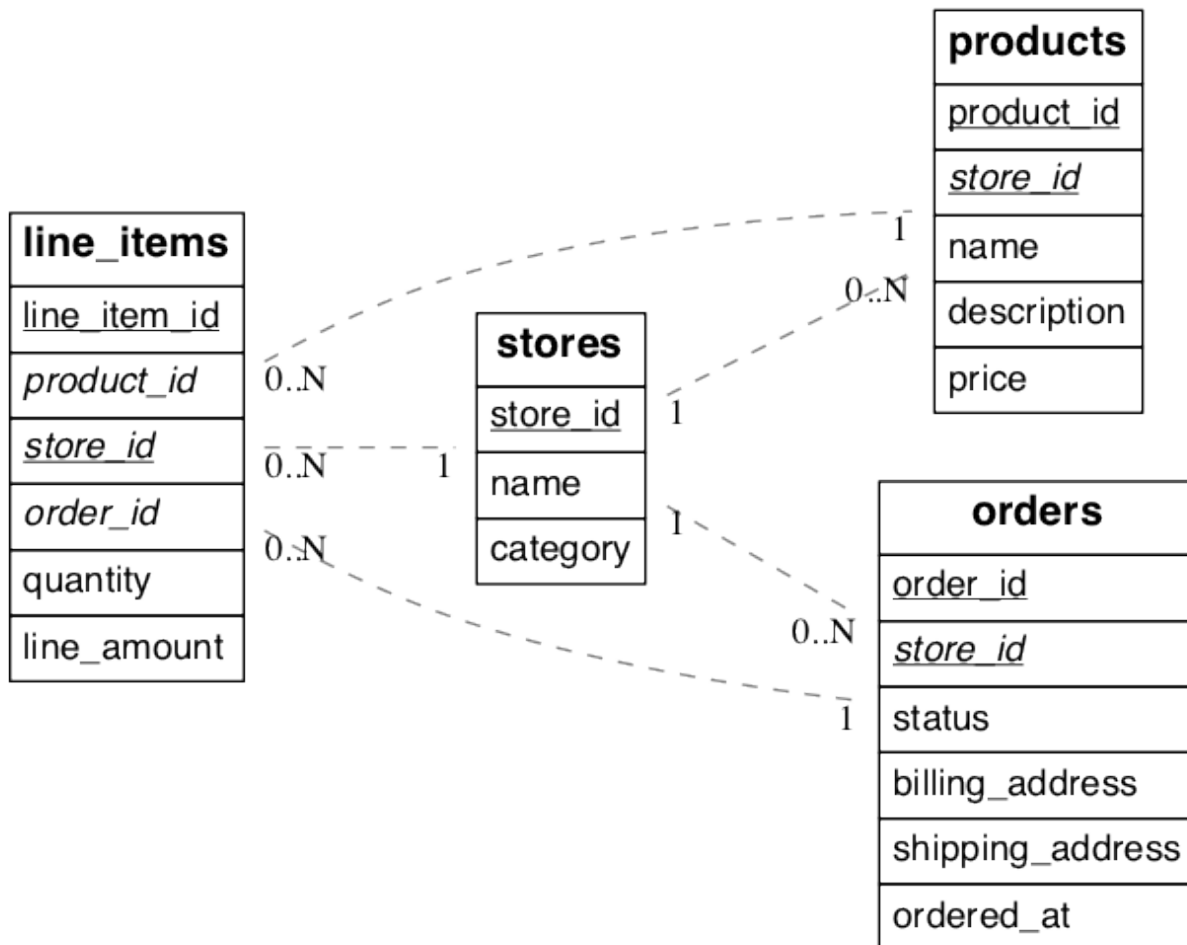 products
product_id
store_id
name
description
price
line_items
line_item_id
product_id
store_id
order_id
quantity
line_amount
stores
store_id
name
category
orders
order_id
store_id
status
billing_address
shipping_address
ordered_at
1
0..N
0..N
1
0..N
1
0..N
1
0..N
1